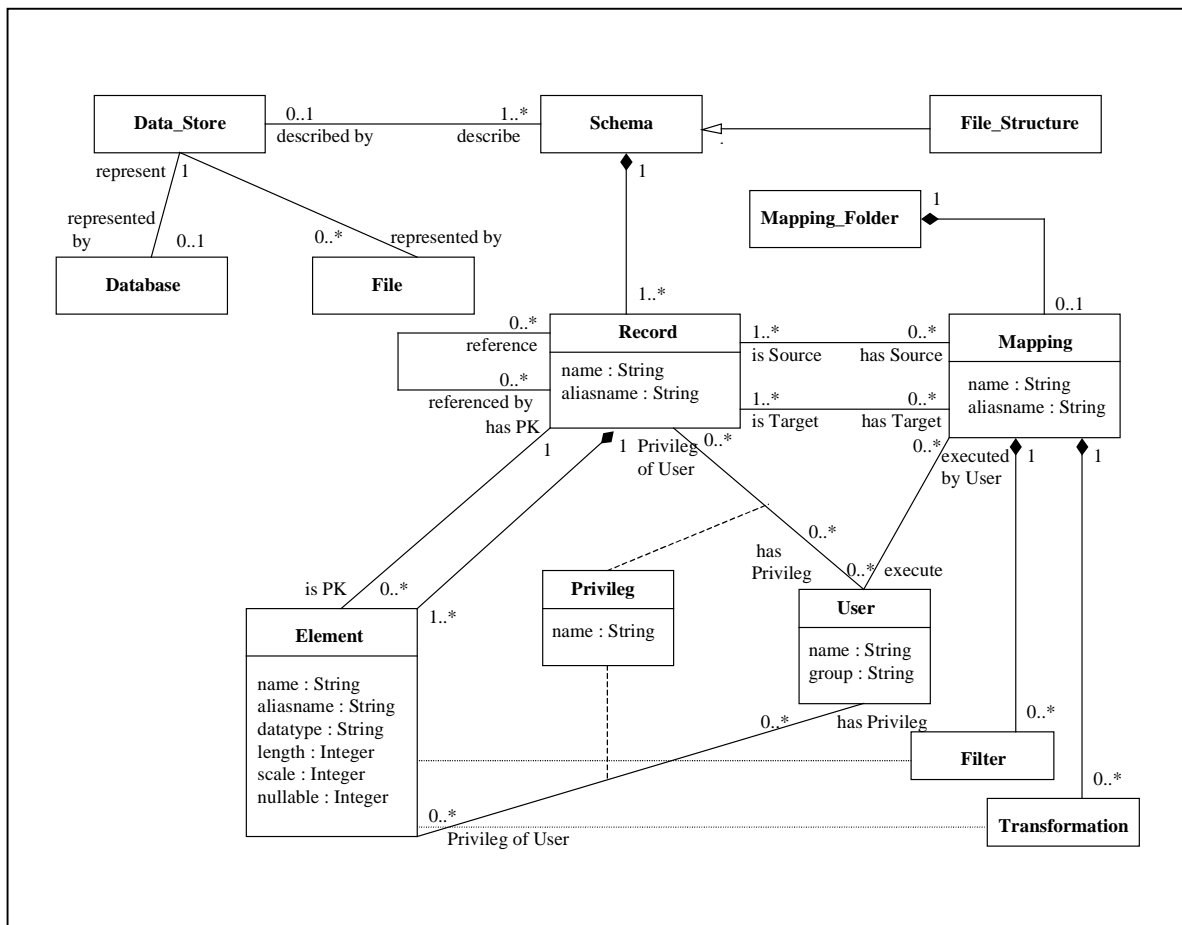 Data_Store
0..1
described by
1..*
describe
Schema
File_Structure
.
represent
1
1
represented
by
0..1
0..*
represented by
Mapping_Folder
1
Database
File
1..*
0..1
0..*
reference
0..*
referenced by
Record
name : String
aliasname : String
1..*
is Source
0..*
has Source
1..*
is Target
0..*
has Target
Mapping
name : String
aliasname : String
has PK
1
1
Privileg
of User
0..*
0..*
executed
by User
1
1
0..*
has
Privileg
0..*
execute
is PK
0..*
1..*
Privileg
name : String
User
name : String
group : String
Element
name : String
aliasname : String
datatype : String
length : Integer
scale : Integer
nullable : Integer
0..*
has Privileg
0..*
Filter
0..*
Privileg of User
0..*
Transformation